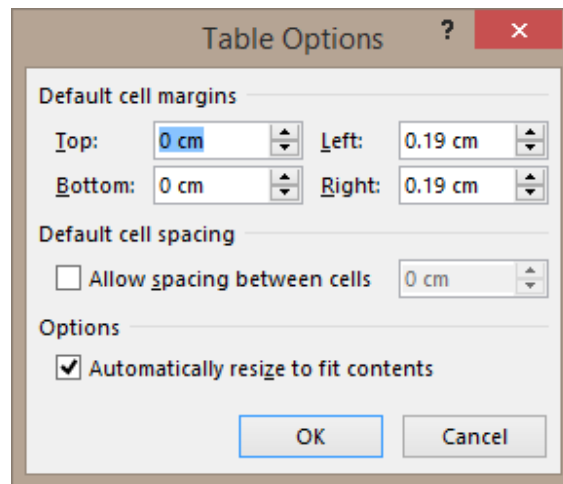 Table Options ?
Default cell margins
Top: 0 cm Left: 0.19 cm
Bottom: 0 cm Right: 0.19 cm
Default cell spacing
Allow spacing between cells 0 cm
Options
Automatically resize to fit contents
OK Cancel